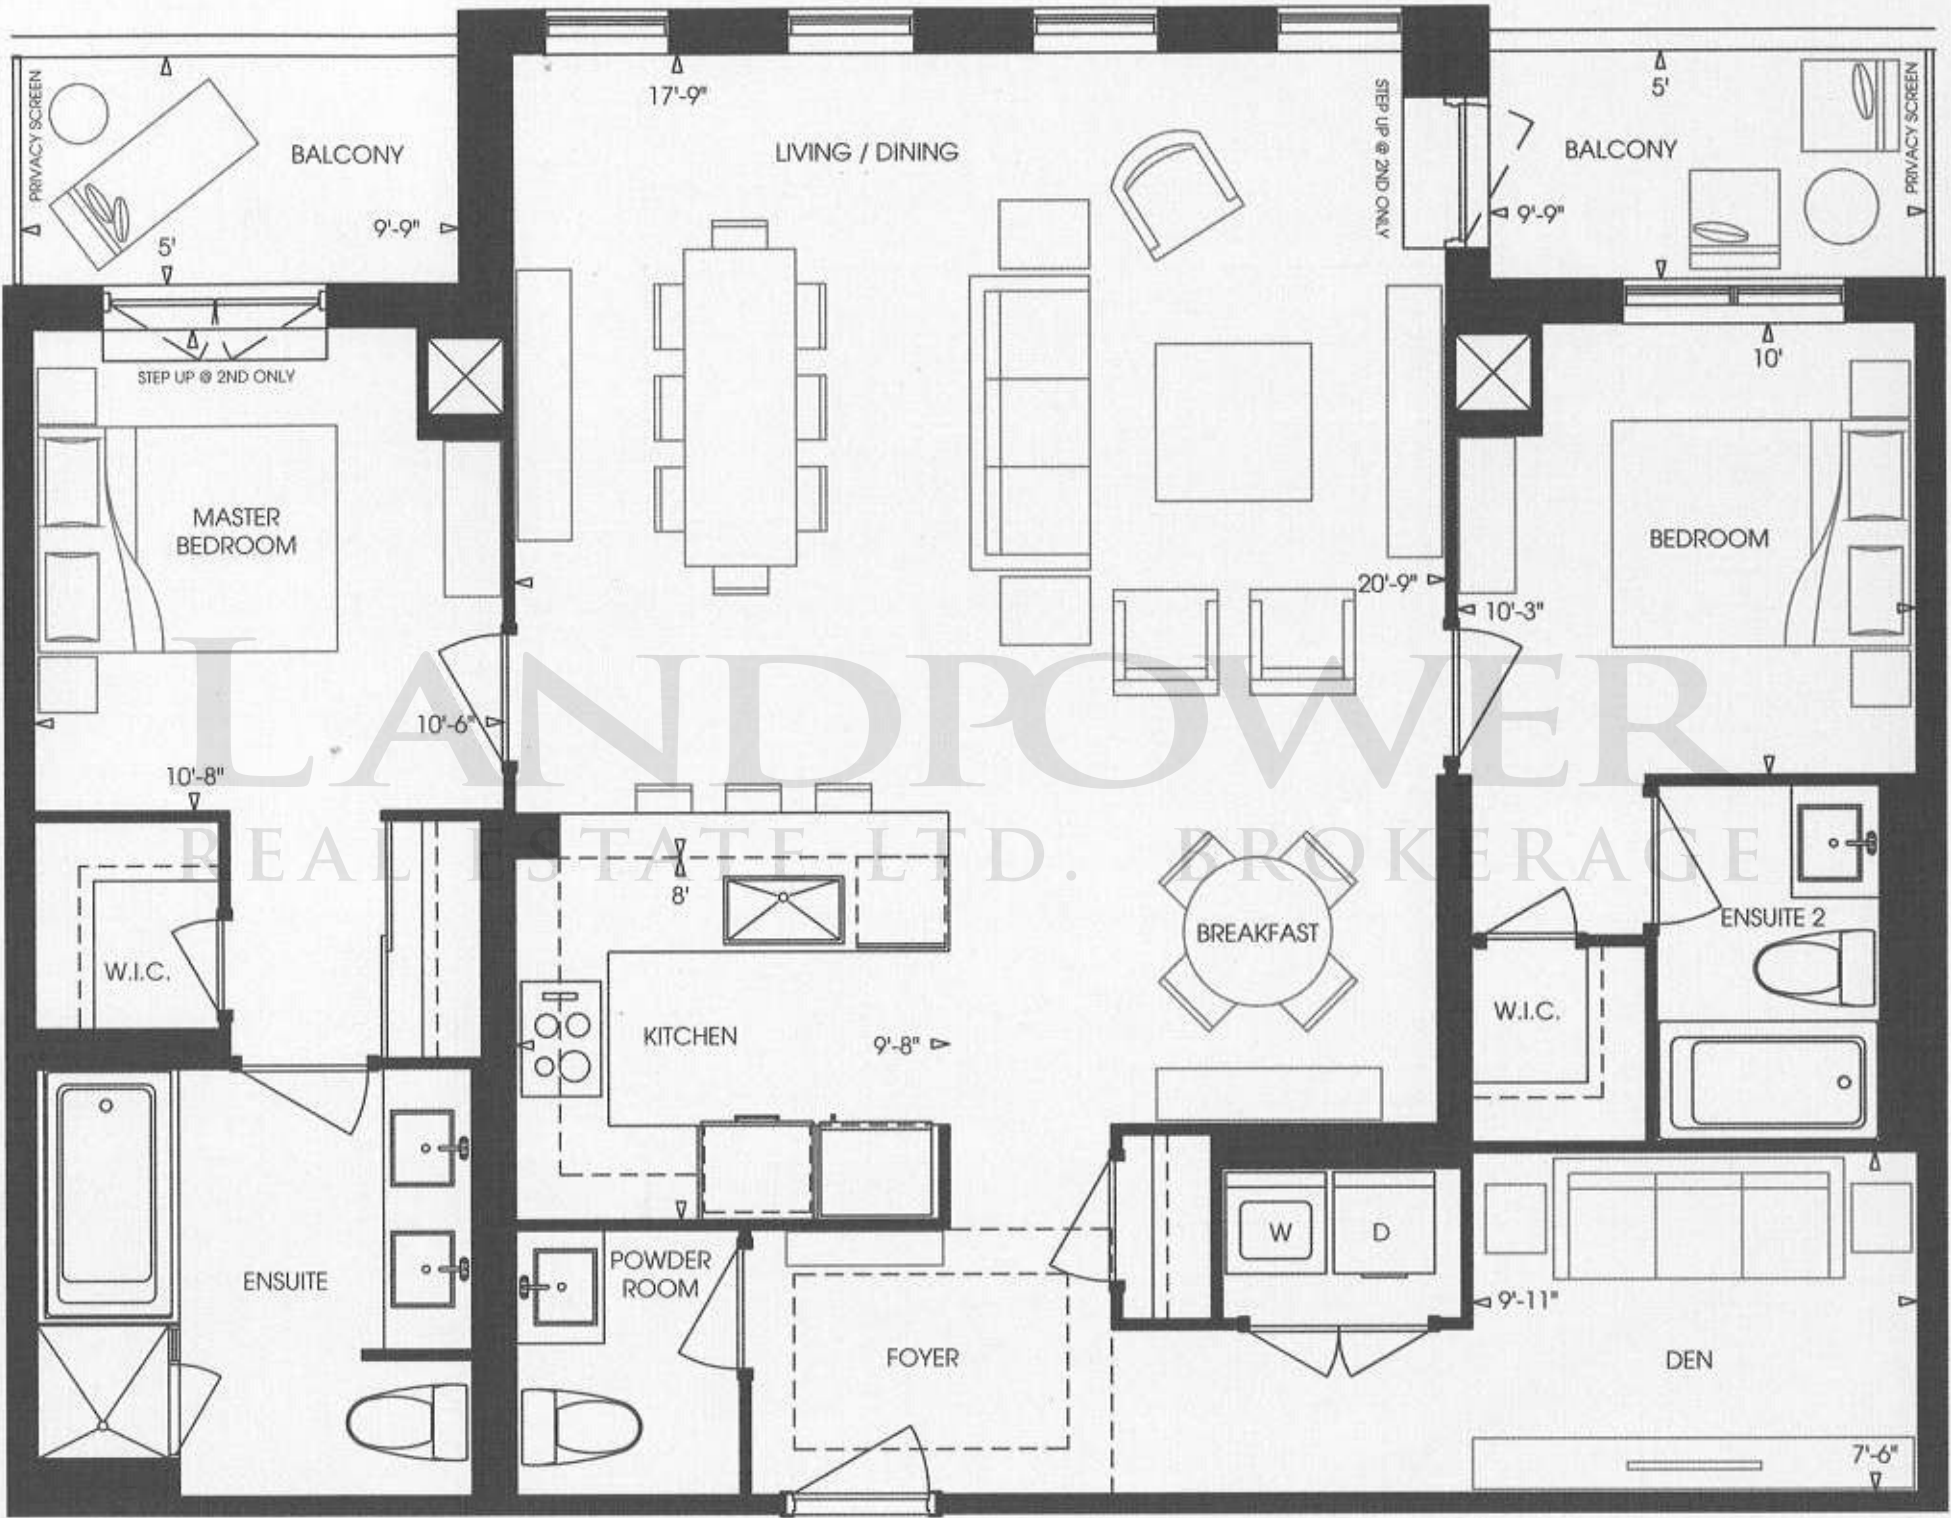 PRIVACY SCREEN
BALCONY
9'-9"
5'
17'-9"
LIVING / DINING
STEP UP @ 2ND ONLY
5'
BALCONY
PRIVACY SCREEN
9'-9"
STEP UP @ 2ND ONLY
10'
MASTER
BEDROOM
BEDROOM
20'-9"
10'-3"
10'-6"
10'-8"
LANDPOWER
REAL ESTATE LTD. BROKERAGE
8'
W.I.C.
BREAKFAST
ENSUITE 2
KITCHEN
9'-8"
W.I.C.
ENSUITE
POWDER
ROOM
W
D
FOYER
9'-11"
DEN
7'-6"